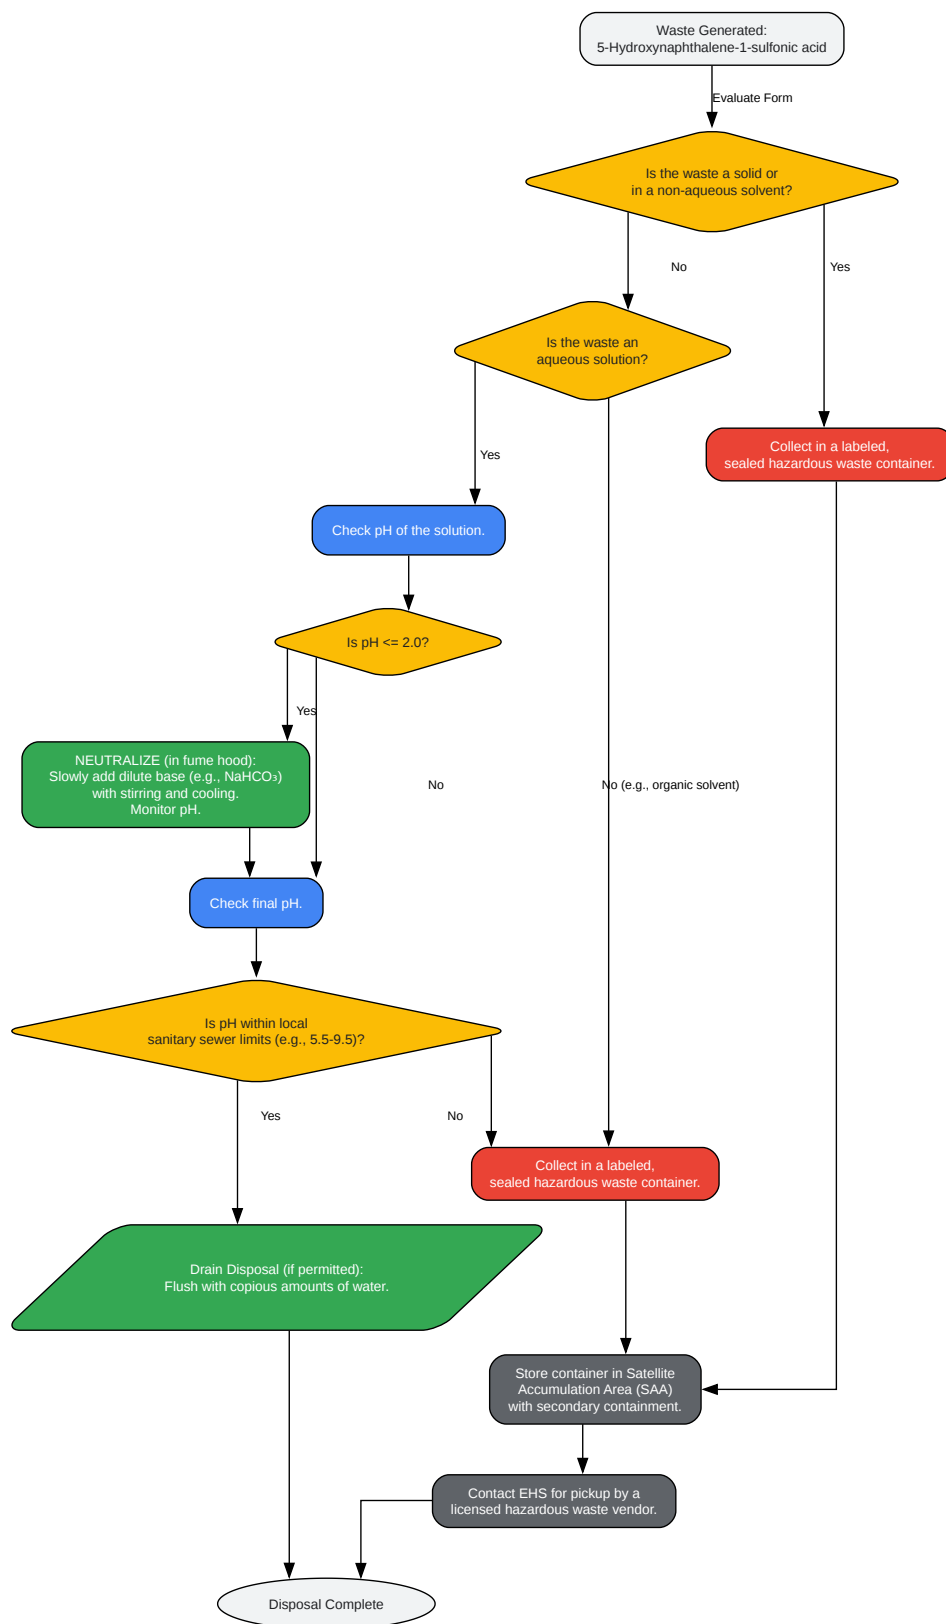 Waste Generated:
5-Hydroxynaphthalene-1-sulfonic acid
Evaluate Form
Is the waste a solid or
in a non-aqueous solvent?
No
Yes
Is the waste an
aqueous solution?
Collect in a labeled,
sealed hazardous waste container.
Yes
Check pH of the solution.
Is pH <= 2.0?
Yes
NEUTRALIZE (in fume hood):
Slowly add dilute base (e.g., NaHCO₃)
with stirring and cooling.
Monitor pH.
No
No (e.g., organic solvent)
Check final pH.
Is pH within local
sanitary sewer limits (e.g., 5.5-9.5)?
Yes
No
Collect in a labeled,
sealed hazardous waste container.
Drain Disposal (if permitted):
Flush with copious amounts of water.
Store container in Satellite
Accumulation Area (SAA)
with secondary containment.
Contact EHS for pickup by a
licensed hazardous waste vendor.
Disposal Complete